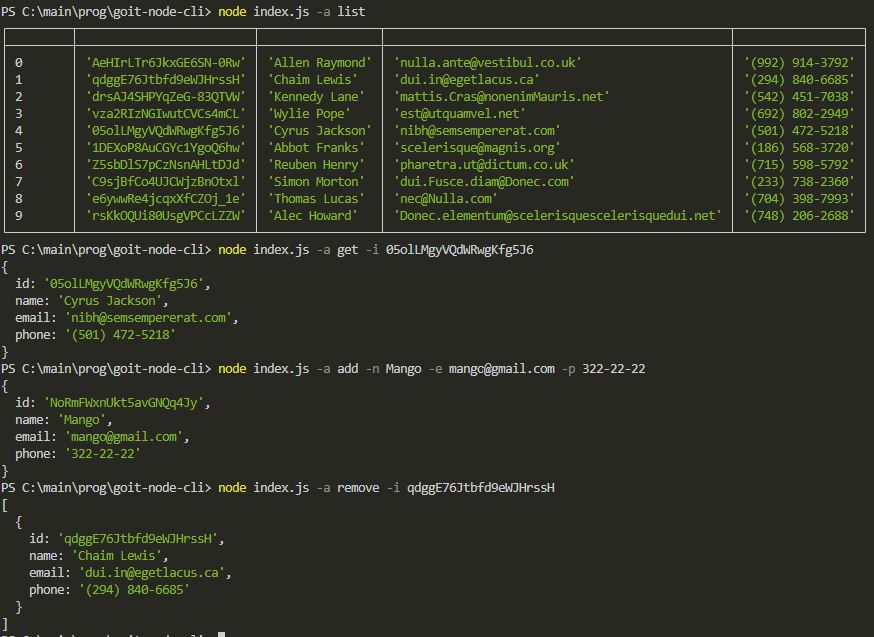 PS C:\main\prog\goit-node-cli> node index.js -a list
0 'AeHIrLTr6JkxGE6SN-0Rw' 'Allen Raymond' 'nulla.ante@vestibul.co.uk' '(992) 914-3792'
1 'qdggE76Jtbfd9eWJHrssH' 'Chaim Lewis' 'dui.in@egetlacus.ca' '(294) 840-6685'
2 'drsAJ4SHPYqZeG-83QTVW' 'Kennedy Lane' 'mattis.Cras@nonenimMauris.net' '(542) 451-7038'
3 'vza2RIzNGIwutCVCs4mCL' 'Wylie Pope' 'est@utquamvel.net' '(692) 802-2949'
4 '05olLMgyVQdWRwgKfg5J6' 'Cyrus Jackson' 'nibh@semsempererat.com' '(501) 472-5218'
5 '1DEXoP8AuCGYc1YgoQ6hw' 'Abbot Franks' 'scelerisque@magnis.org' '(186) 568-3720'
6 'Z5sbDlS7pCzNsnAHLtDJd' 'Reuben Henry' 'pharetra.ut@dictum.co.uk' '(715) 598-5792'
7 'C9sjBfCo4UJCWjzBnOtxl' 'Simon Morton' 'dui.Fusce.diam@Donec.com' '(233) 738-2360'
8 'e6ywwRe4jcqxXfCZOj_1e' 'Thomas Lucas' 'nec@Nulla.com' '(704) 398-7993'
9 'rsKkOQUi80UsgVPCcLZZW' 'Alec Howard' 'Donec.elementum@scelerisquescelerisquedui.net' '(748) 206-2688'
PS C:\main\prog\goit-node-cli> node index.js -a get -i 05olLMgyVQdWRwgKfg5J6
{
id: '05olLMgyVQdWRwgKfg5J6',
name: 'Cyrus Jackson',
email: 'nibh@semsempererat.com',
phone: '(501) 472-5218'
}
PS C:\main\prog\goit-node-cli> node index.js -a add -n Mango -e mango@gmail.com -p 322-22-22
{
id: 'NoRmFWxnUkt5avGNQq4Jy',
name: 'Mango',
email: 'mango@gmail.com',
phone: '322-22-22'
}
PS C:\main\prog\goit-node-cli> node index.js -a remove -i qdggE76Jtbfd9eWJHrssH
[
{
id: 'qdggE76Jtbfd9eWJHrssH',
name: 'Chaim Lewis',
email: 'dui.in@egetlacus.ca',
phone: '(294) 840-6685'
}
]